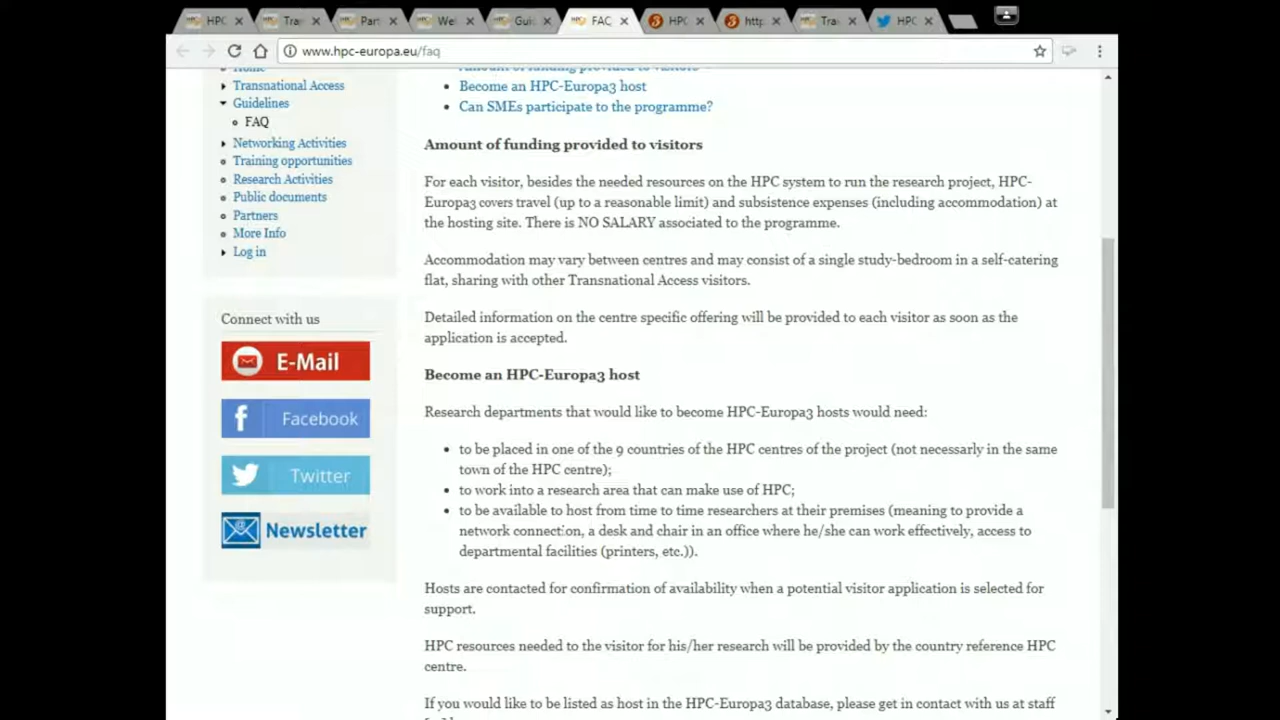 HPC
Tra
Part
Wel
Gui
FAC
HPC
http:
Tra
HPC
www.hpc-europa.eu/faq
Home
Transnational Access
Guidelines
FAQ
Networking Activities
Training opportunities
Research Activities
Public documents
Partners
More Info
Log in
Connect with us
E-Mail
Facebook
Twitter
Newsletter
Amount of funding provided to visitors
Become an HPC-Europa3 host
Can SMEs participate to the programme?
Amount of funding provided to visitors
For each visitor, besides the needed resources on the HPC system to run the research project, HPC-
Europa3 covers travel (up to a reasonable limit) and subsistence expenses (including accommodation) at
the hosting site. There is NO SALARY associated to the programme.
Accommodation may vary between centres and may consist of a single study-bedroom in a self-catering
flat, sharing with other Transnational Access visitors.
Detailed information on the centre specific offering will be provided to each visitor as soon as the
application is accepted.
Become an HPC-Europa3 host
Research departments that would like to become HPC-Europa3 hosts would need:
to be placed in one of the 9 countries of the HPC centres of the project (not necessarly in the same
town of the HPC centre);
to work into a research area that can make use of HPC;
to be available to host from time to time researchers at their premises (meaning to provide a
network connection, a desk and chair in an office where he/she can work effectively, access to
departmental facilities (printers, etc.)).
Hosts are contacted for confirmation of availability when a potential visitor application is selected for
support.
HPC resources needed to the visitor for his/her research will be provided by the country reference HPC
centre.
If you would like to be listed as host in the HPC-Europa3 database, please get in contact with us at staff